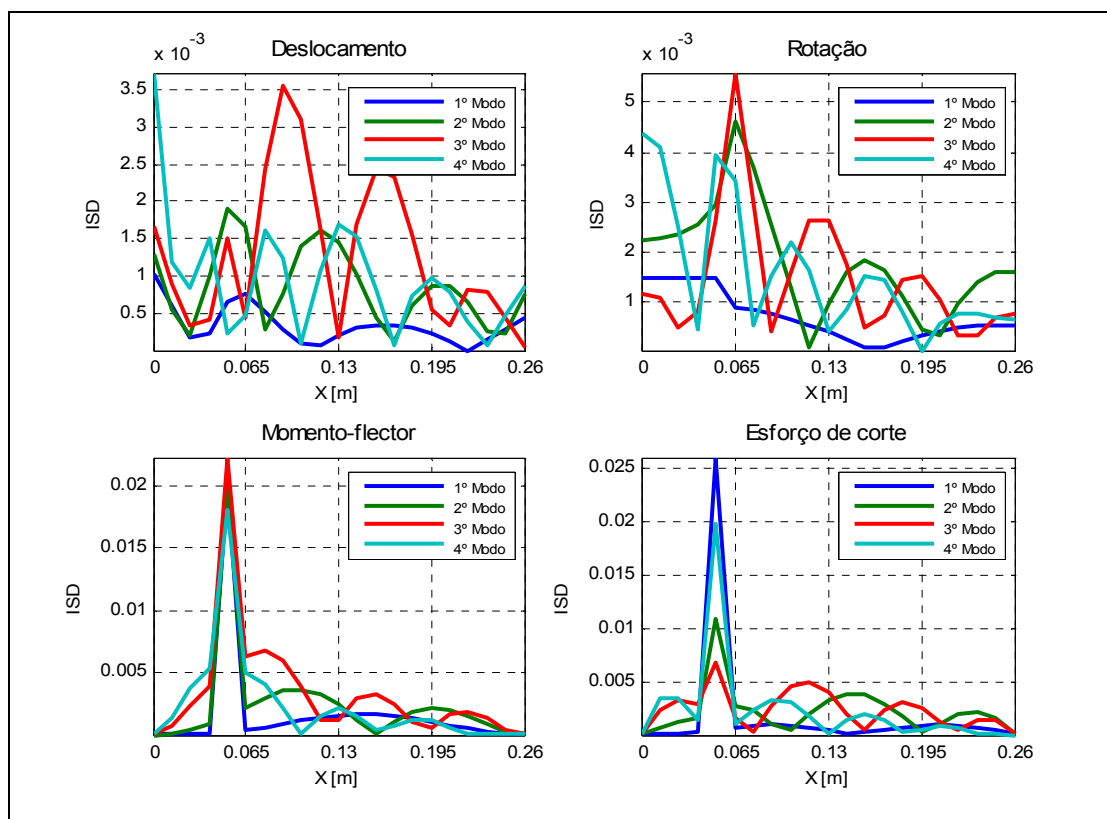 Deslocamento
x 10^-3
3.5
3
2.5
2
1.5
1
0.5
ISD
0
0.065
0.13
0.195
0.26
X [m]
1º Modo
2º Modo
3º Modo
4º Modo
Rotação
x 10^-3
5
4
3
2
1
ISD
0
0.065
0.13
0.195
0.26
X [m]
1º Modo
2º Modo
3º Modo
4º Modo
Momento-flector
0.02
0.015
0.01
0.005
ISD
0
0.065
0.13
0.195
0.26
X [m]
1º Modo
2º Modo
3º Modo
4º Modo
Esforço de corte
0.025
0.02
0.015
0.01
0.005
ISD
0
0.065
0.13
0.195
0.26
X [m]
1º Modo
2º Modo
3º Modo
4º Modo